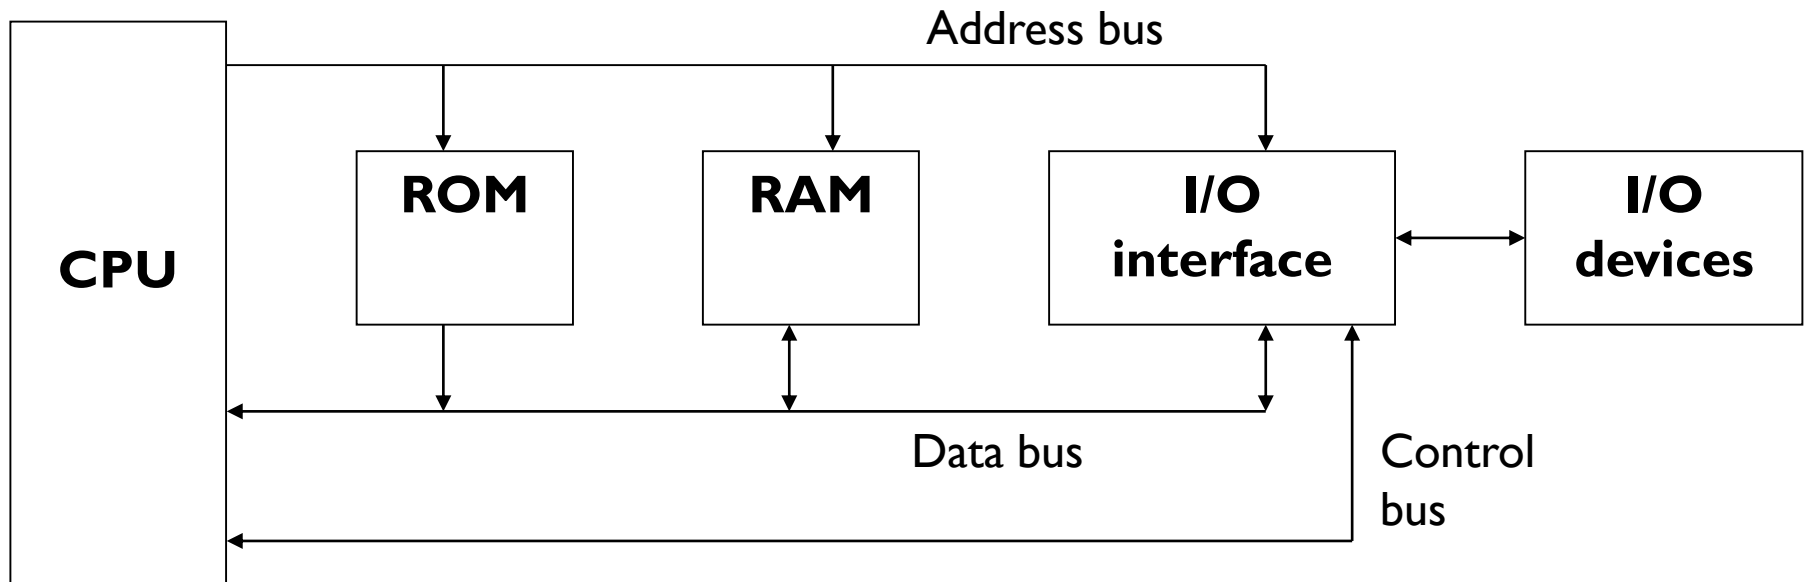 Address bus
CPU
ROM
RAM
I/O
interface
I/O
devices
Data bus
Control
bus